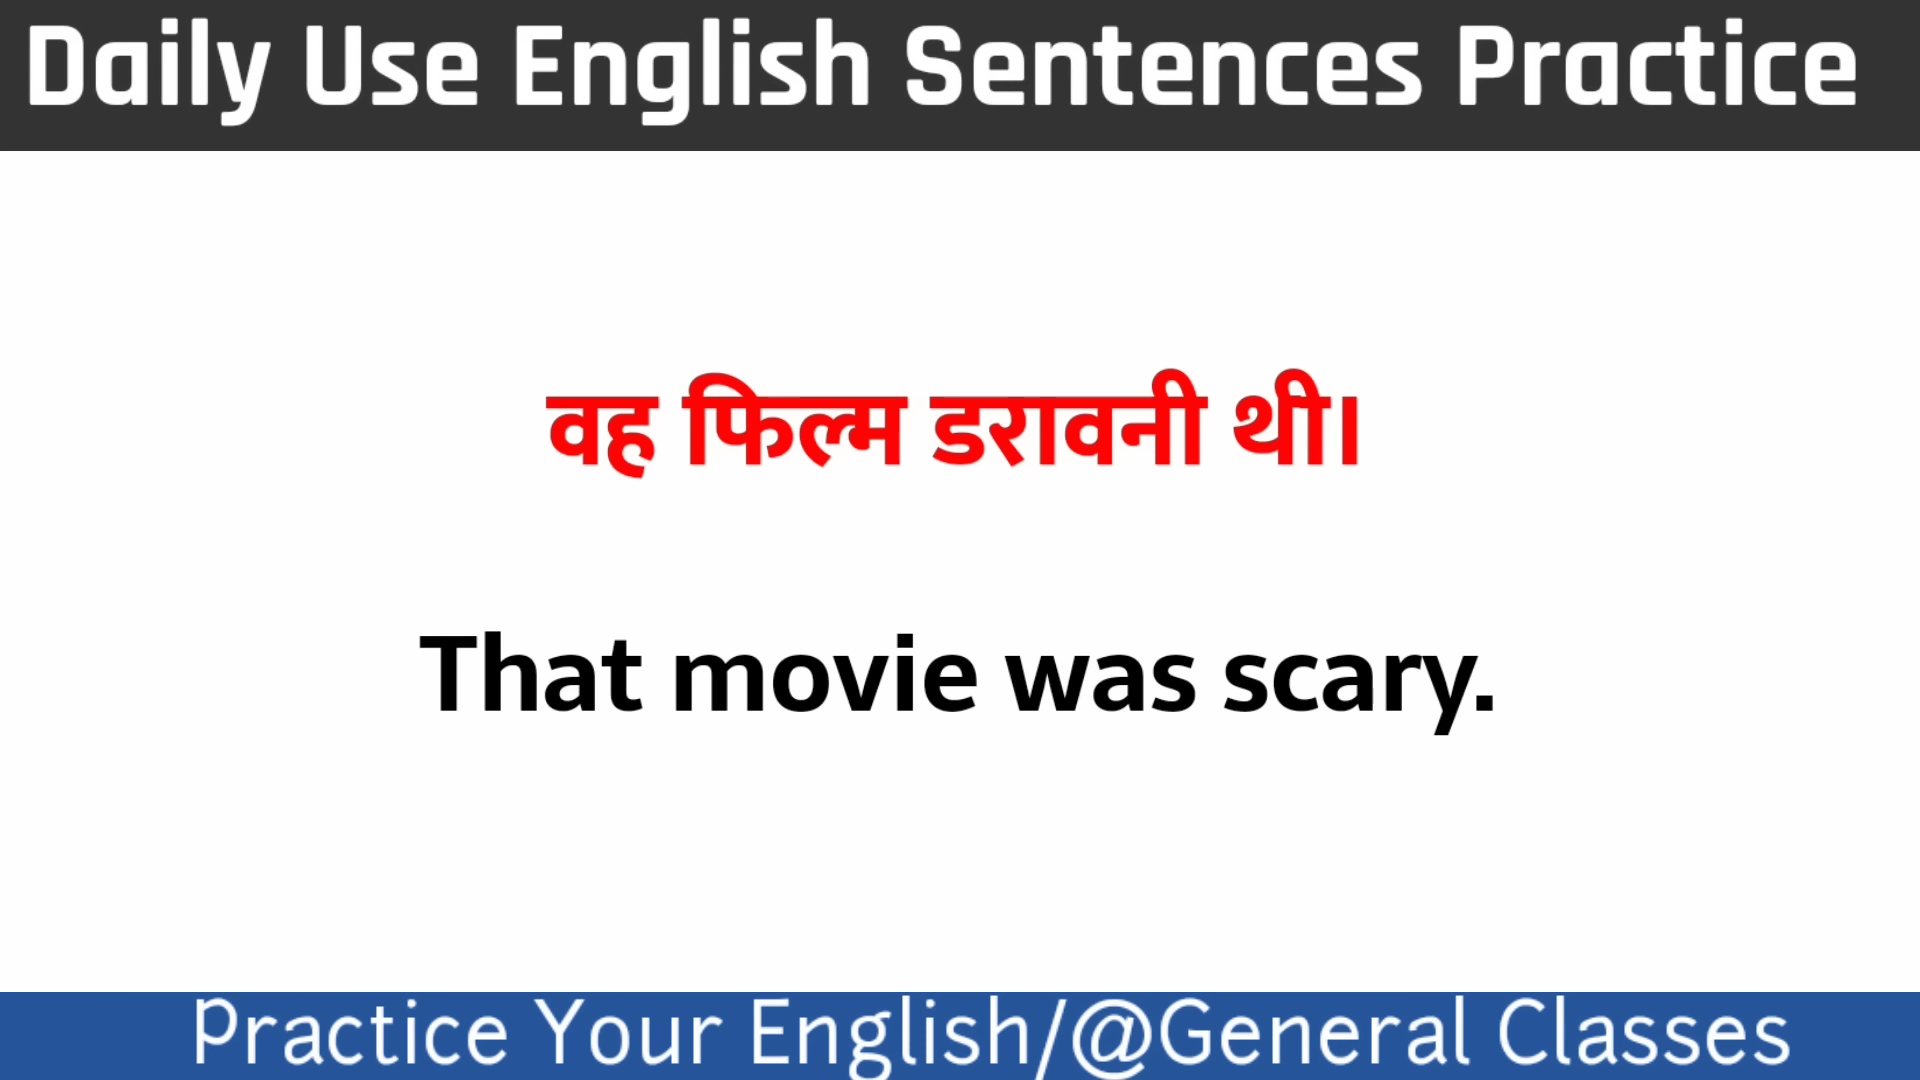 Daily Use English Sentences Practice
वह फिल्म डरावनी थी।
That movie was scary.
Practice Your English/@General Classes